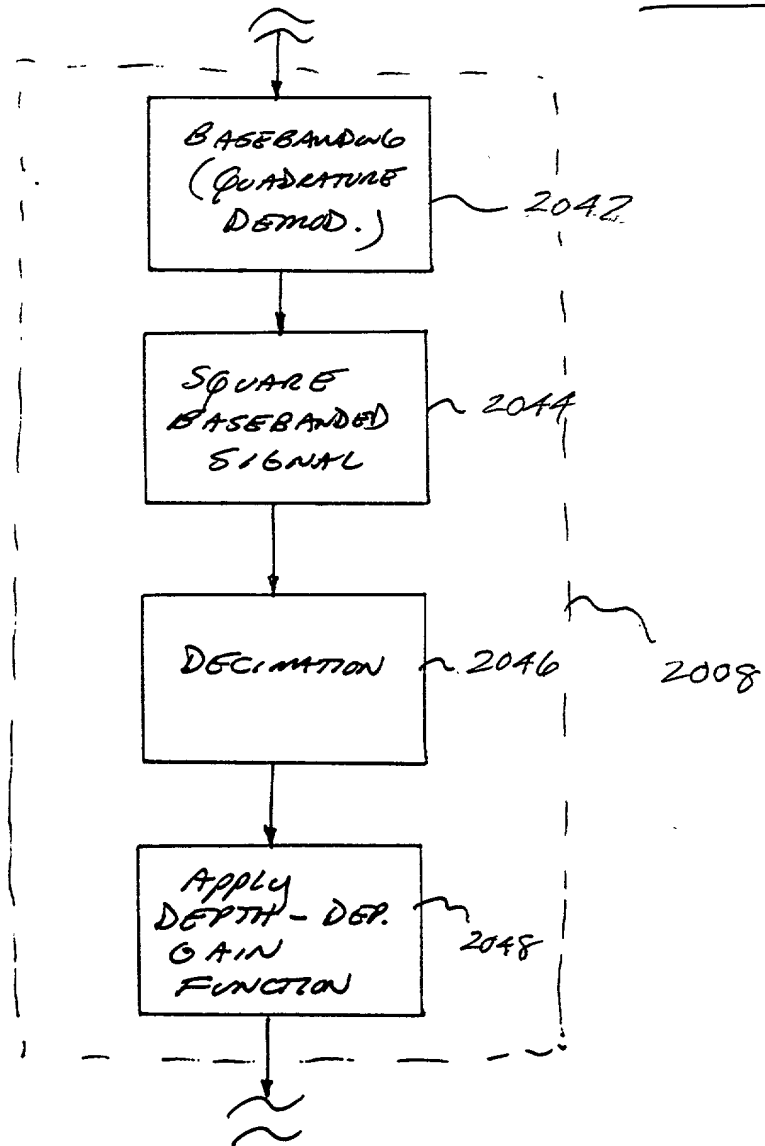 BASEBANDING
(QUADRATURE
DEMOD.)
2042
SQUARE
BASEBANDED
SIGNAL
2044
DECIMATION
2046
2008
APPLY
DEPTH-DEP.
GAIN
FUNCTION
2048